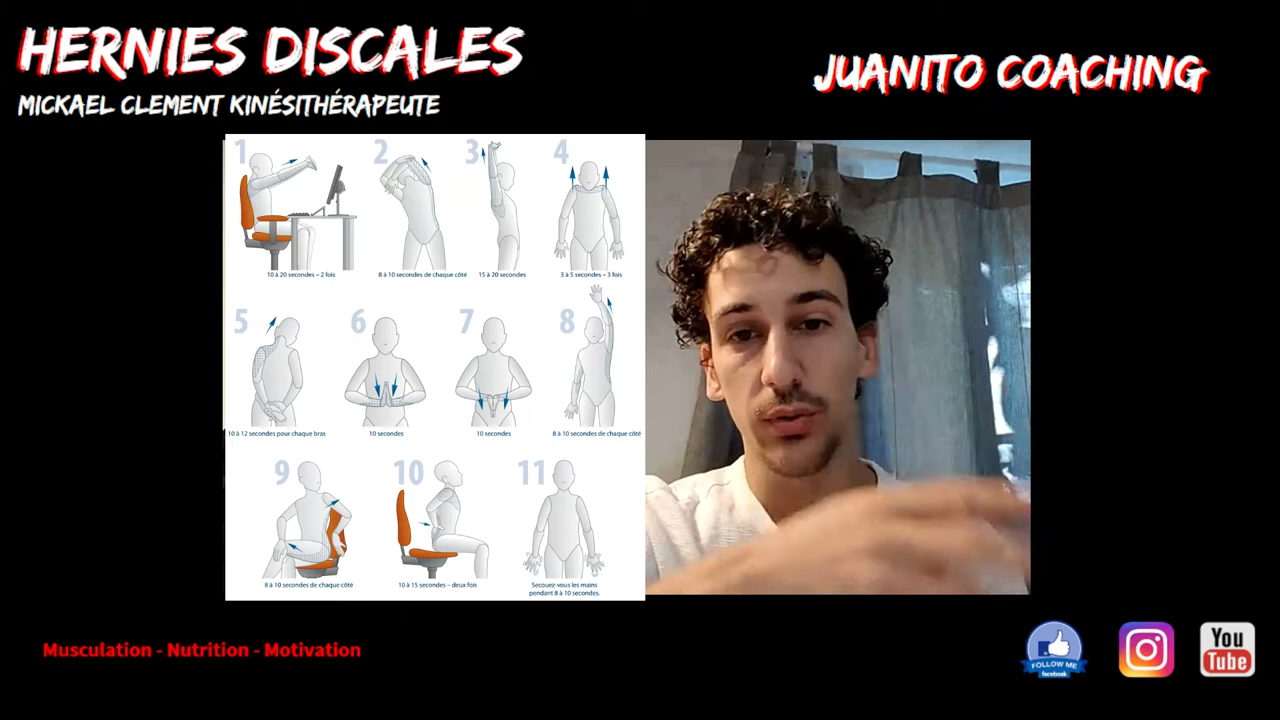 HERNIES DISCALES
MICKAEL CLEMENT KINÉSITHÉRAPEUTE
JUANITO COACHING
1
2
3
4
10 à 20 secondes – 2 fois
8 à 10 secondes de chaque côté
15 à 20 secondes
3 à 5 secondes – 3 fois
5
6
7
8
10 à 12 secondes pour chaque bras
10 secondes
10 secondes
8 à 10 secondes de chaque côté
9
10
11
8 à 10 secondes de chaque côté
10 à 15 secondes – deux fois
Secouez-vous les mains
pendant 8 à 10 secondes.
Musculation - Nutrition - Motivation
FOLLOW ME
facebook
You
Tube